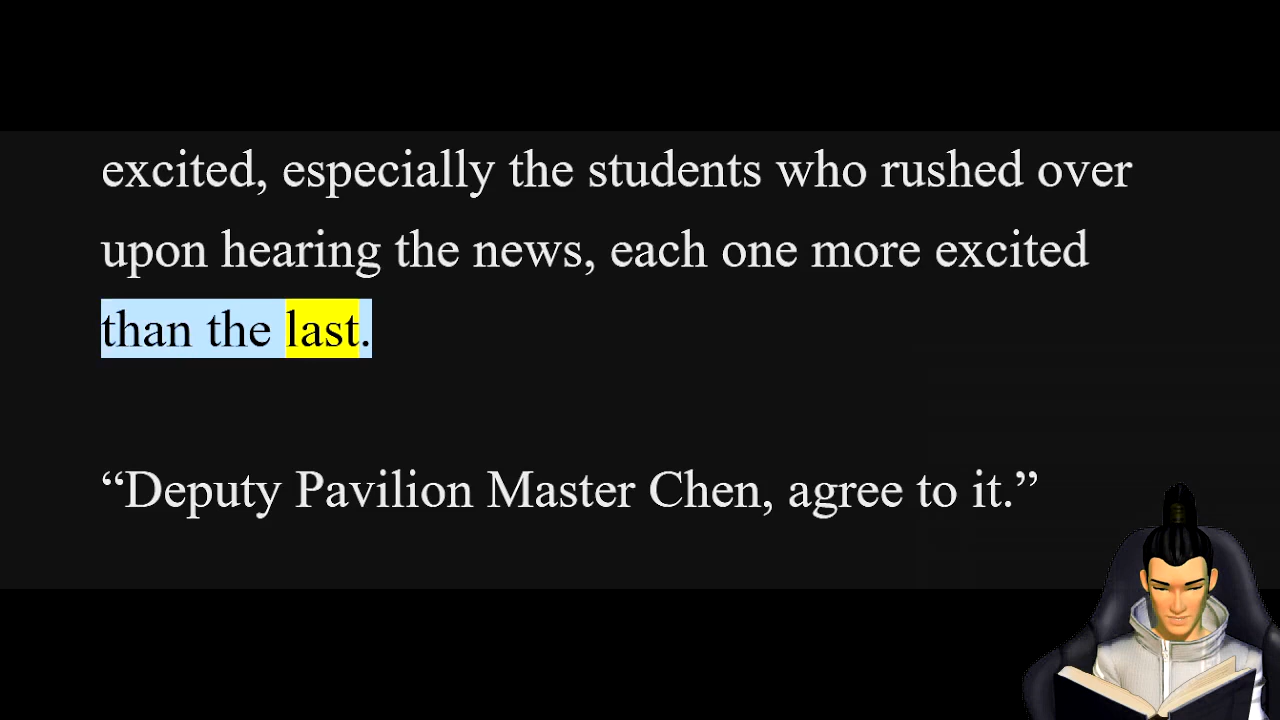 excited, especially the students who rushed over
upon hearing the news, each one more excited
than the last.
“Deputy Pavilion Master Chen, agree to it.”